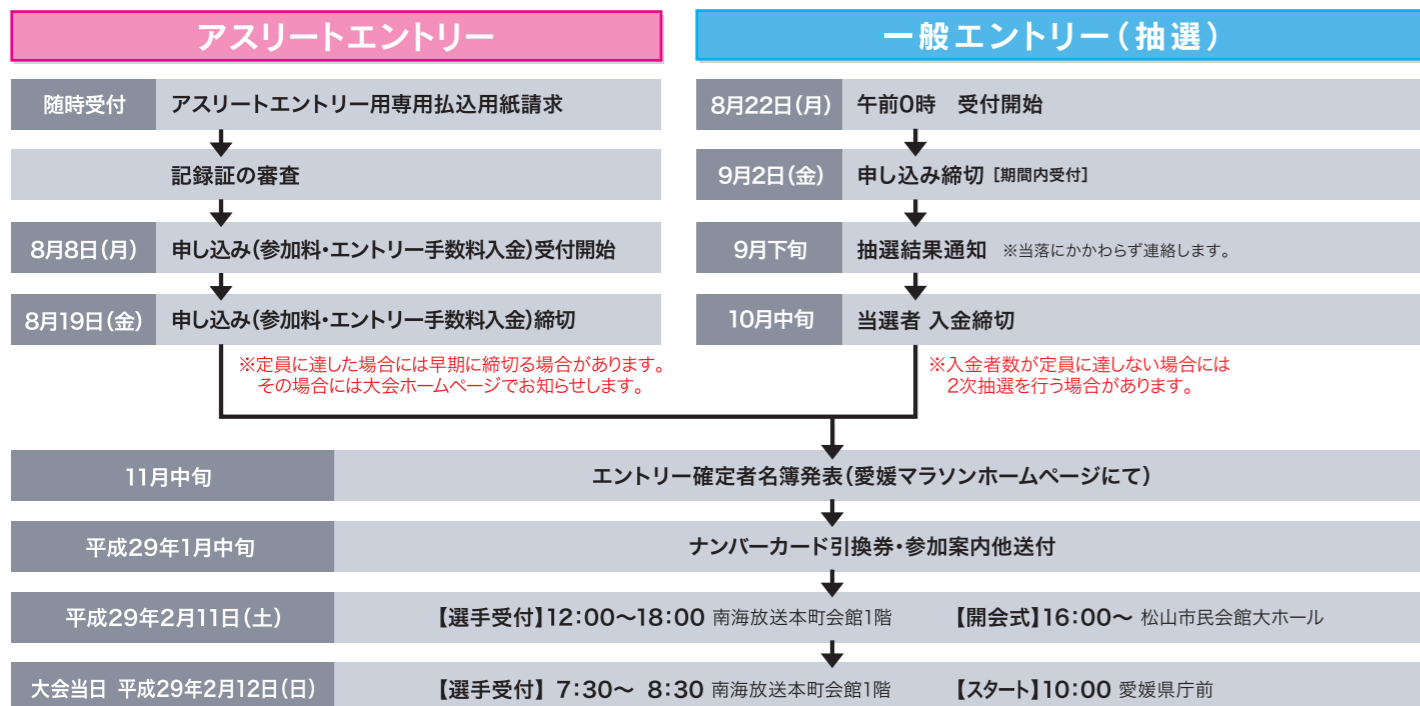 アスリートエントリー
随時受付 アスリートエントリー用専用払込用紙請求
記録証の審査
8月8日(月) 申し込み(参加料・エントリー手数料入金)受付開始
8月19日(金) 申し込み(参加料・エントリー手数料入金)締切
※定員に達した場合には早期に締切る場合があります。
その場合には大会ホームページでお知らせします。
一般エントリー(抽選)
8月22日(月) 午前0時 受付開始
9月2日(金) 申し込み締切 [期間内受付]
9月下旬 抽選結果通知 ※当落にかかわらず連絡します。
10月中旬 当選者 入金締切
※入金者数が定員に達しない場合には
2次抽選を行う場合があります。
11月中旬 エントリー確定者名簿発表(愛媛マラソンホームページにて)
平成29年1月中旬 ナンバーカード引換券・参加案内他送付
平成29年2月11日(土) 【選手受付】12:00〜18:00 南海放送本町会館1階 【開会式】16:00〜 松山市民会館大ホール
大会当日 平成29年2月12日(日) 【選手受付】 7:30〜 8:30 南海放送本町会館1階 【スタート】10:00 愛媛県庁前